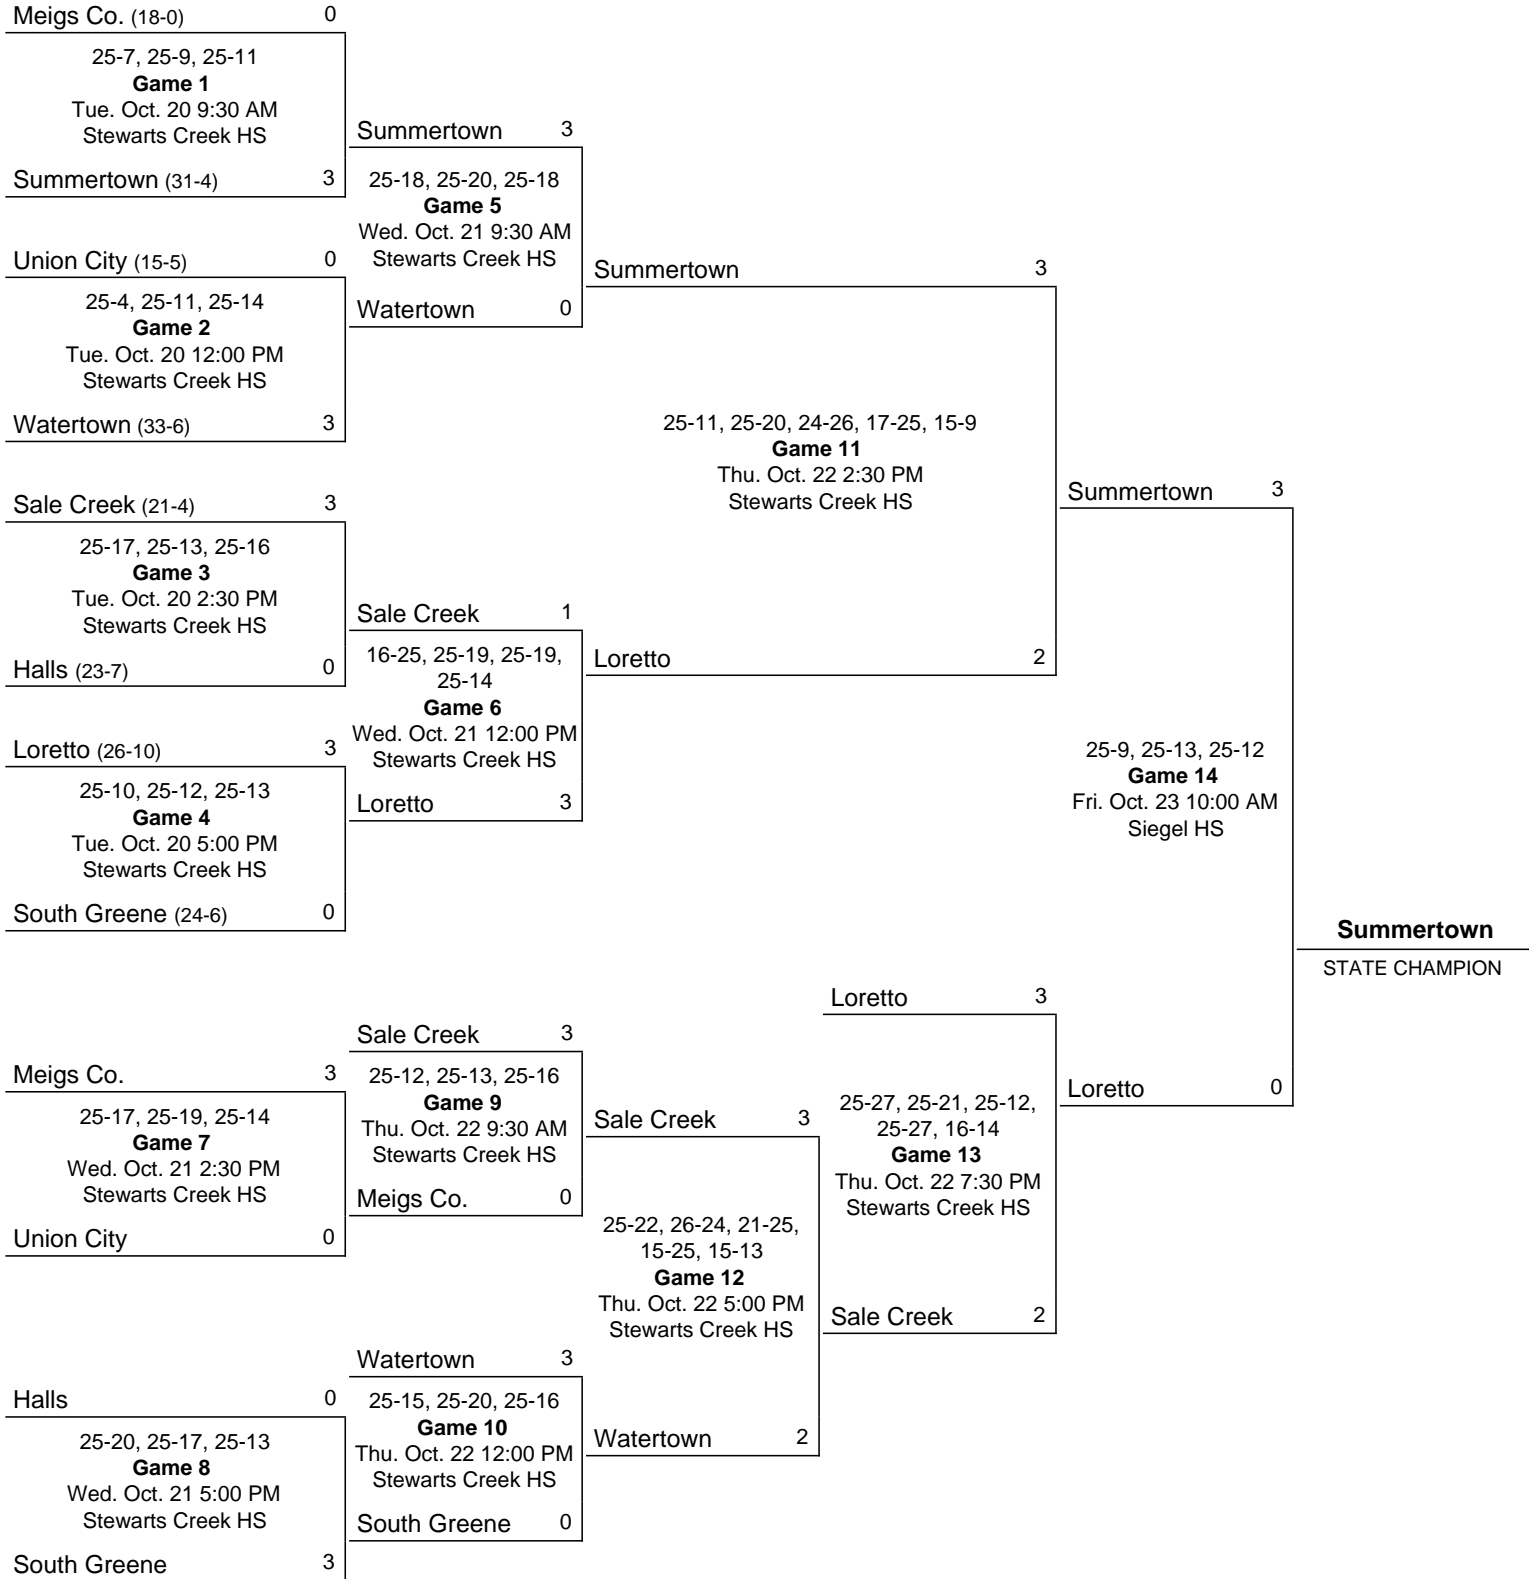 Meigs Co. (18-0) 0
25-7, 25-9, 25-11
Game 1
Tue. Oct. 20 9:30 AM
Stewarts Creek HS
Summertown (31-4) 3
Union City (15-5) 0
25-4, 25-11, 25-14
Game 2
Tue. Oct. 20 12:00 PM
Stewarts Creek HS
Watertown (33-6) 3
Sale Creek (21-4) 3
25-17, 25-13, 25-16
Game 3
Tue. Oct. 20 2:30 PM
Stewarts Creek HS
Halls (23-7) 0
Loretto (26-10) 3
25-10, 25-12, 25-13
Game 4
Tue. Oct. 20 5:00 PM
Stewarts Creek HS
South Greene (24-6) 0
Summertown 3
25-18, 25-20, 25-18
Game 5
Wed. Oct. 21 9:30 AM
Stewarts Creek HS
Watertown 0
Sale Creek 1
16-25, 25-19, 25-19,
25-14
Game 6
Wed. Oct. 21 12:00 PM
Stewarts Creek HS
Loretto 3
Summertown 3
25-11, 25-20, 24-26, 17-25, 15-9
Game 11
Thu. Oct. 22 2:30 PM
Stewarts Creek HS
Loretto 2
Summertown 3
25-9, 25-13, 25-12
Game 14
Fri. Oct. 23 10:00 AM
Siegel HS
Loretto 0
Summertown
STATE CHAMPION
Meigs Co. 3
25-17, 25-19, 25-14
Game 7
Wed. Oct. 21 2:30 PM
Stewarts Creek HS
Union City 0
Halls 0
25-20, 25-17, 25-13
Game 8
Wed. Oct. 21 5:00 PM
Stewarts Creek HS
South Greene 3
Sale Creek 3
25-12, 25-13, 25-16
Game 9
Thu. Oct. 22 9:30 AM
Stewarts Creek HS
Meigs Co. 0
Watertown 3
25-15, 25-20, 25-16
Game 10
Thu. Oct. 22 12:00 PM
Stewarts Creek HS
South Greene 0
Sale Creek 3
25-22, 26-24, 21-25,
15-25, 15-13
Game 12
Thu. Oct. 22 5:00 PM
Stewarts Creek HS
Watertown 2
Loretto 3
25-27, 25-21, 25-12,
25-27, 16-14
Game 13
Thu. Oct. 22 7:30 PM
Stewarts Creek HS
Sale Creek 2